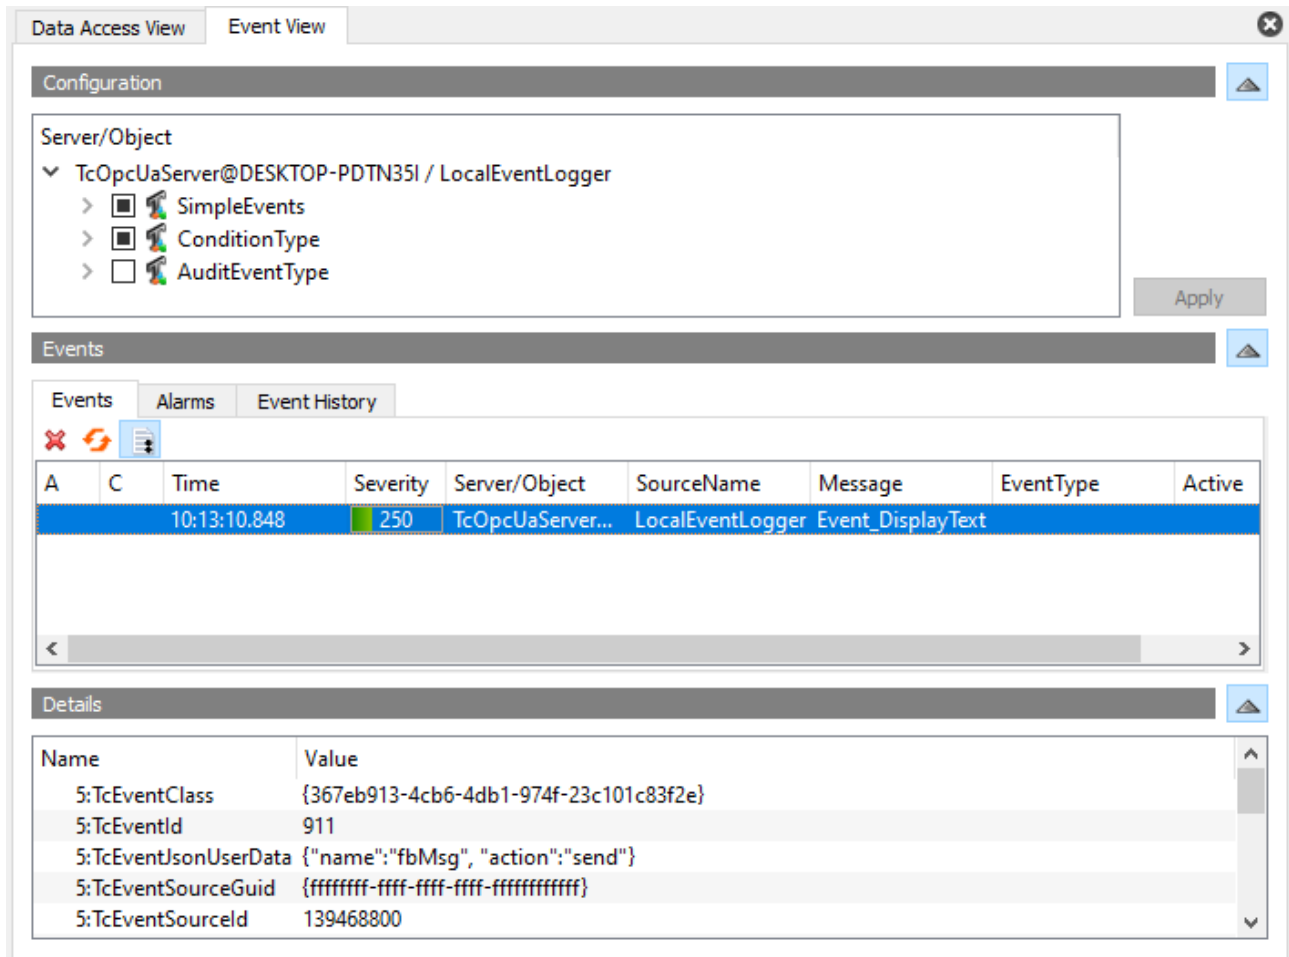 Data Access View Event View
Configuration
Server/Object
TcOpcUaServer@DESKTOP-PDTN35I / LocalEventLogger
SimpleEvents
ConditionType
AuditEventType
Apply
Events
Events Alarms Event History
A C Time Severity Server/Object SourceName Message EventType Active
10:13:10.848 250 TcOpcUaServer... LocalEventLogger Event_DisplayText
Details
Name Value
5:TcEventClass {367eb913-4cb6-4db1-974f-23c101c83f2e}
5:TcEventId 911
5:TcEventJsonUserData {"name":"fbMsg", "action":"send"}
5:TcEventSourceGuid {ffffffff-ffff-ffff-ffff-ffffffffffff}
5:TcEventSourceId 139468800